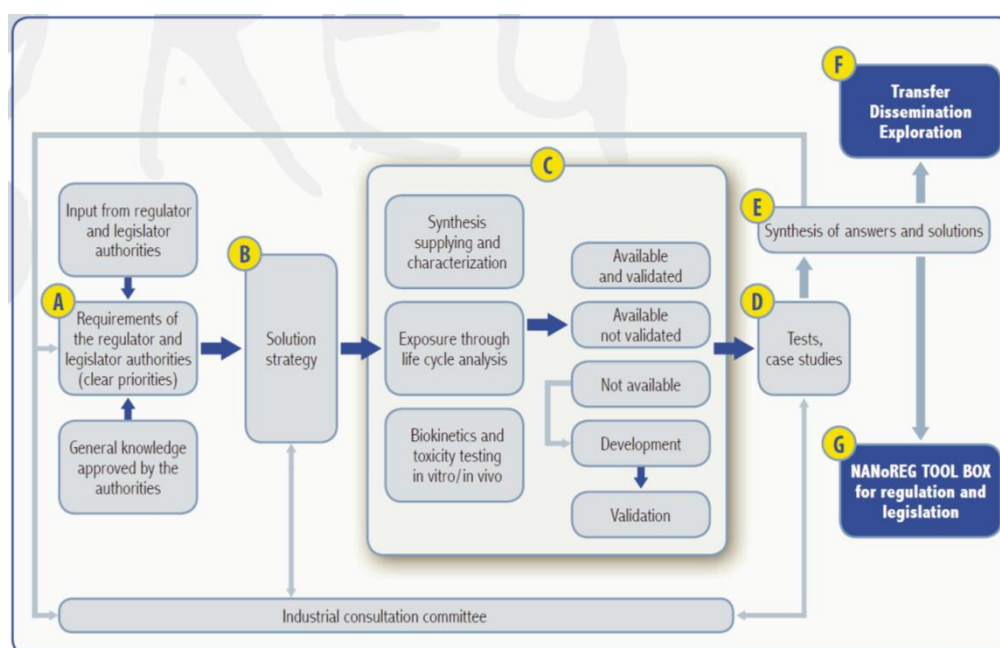 F
Transfer
Dissemination
Exploration
C
Input from regulator
and legislator
authorities
Synthesis
supplying and
characterization
E
Synthesis of answers and solutions
B
Available
and validated
A
Requirements of
the regulator and
legislator authorities
(clear priorities)
Solution
strategy
Exposure through
life cycle analysis
Available
not validated
D
Tests,
case studies
Not available
General knowledge
approved by the
authorities
Biokinetics and
toxicity testing
in vitro/in vivo
Development
G
NANoREG TOOL BOX
for regulation and
legislation
Validation
Industrial consultation committee